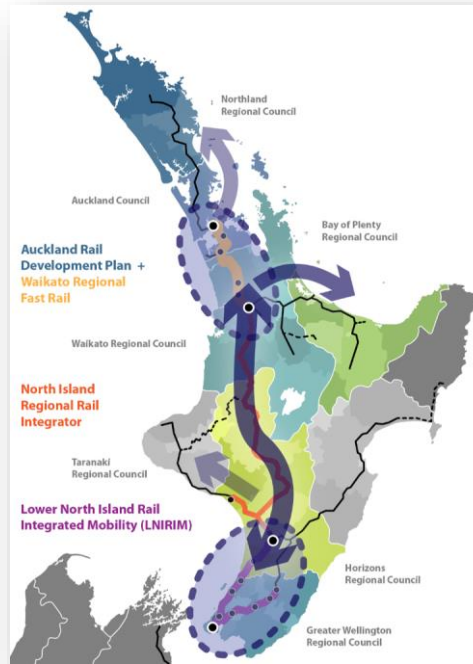 Northland
Regional Council
Auckland Council
Bay of Plenty
Regional Council
Auckland Rail
Development Plan +
Waikato Regional
Fast Rail
Waikato Regional Council
North Island
Regional Rail
Integrator
Taranaki
Regional Council
Lower North Island Rail
Integrated Mobility (LNIRIM)
Horizons
Regional Council
Greater Wellington
Regional Council